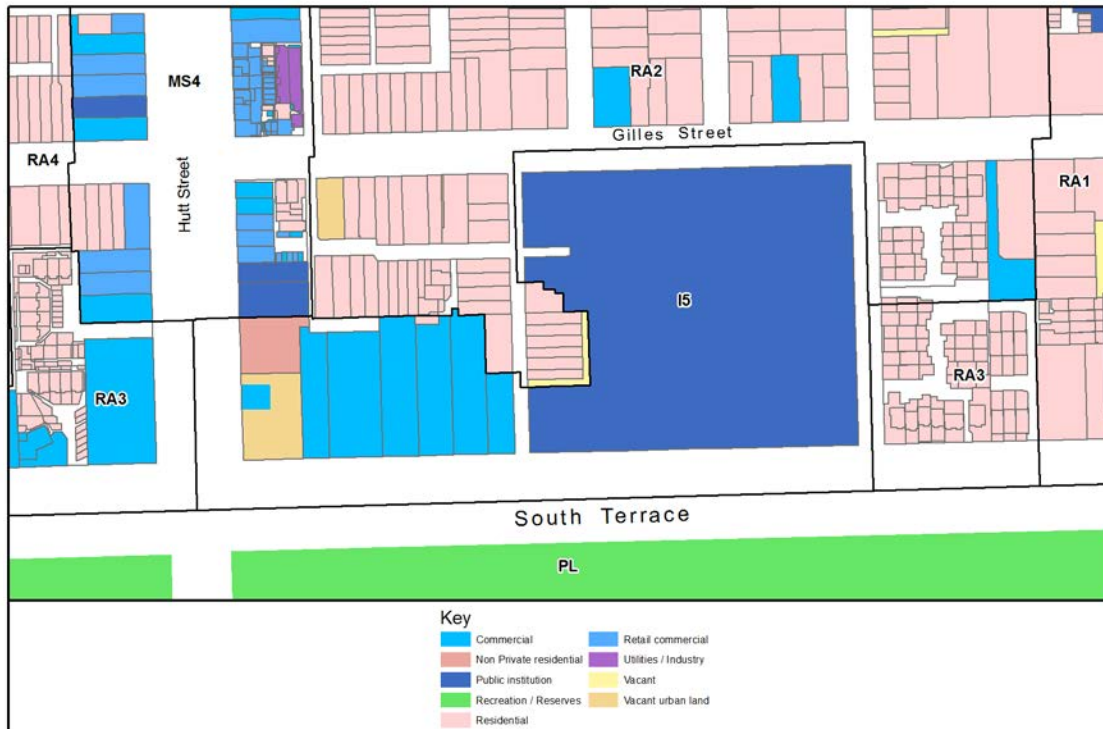 RA2
MS4
Gilles Street
RA4
RA1
Hutt Street
I5
RA3
RA3
South Terrace
PL
Key
Commercial
Retail commercial
Non Private residential
Utilities / Industry
Public institution
Vacant
Recreation / Reserves
Vacant urban land
Residential